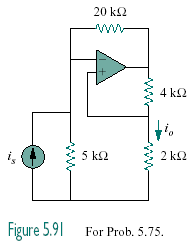 20 kΩ
−
+
4 kΩ
i_o
i_s
5 kΩ
2 kΩ
Figure 5.91 For Prob. 5.75.